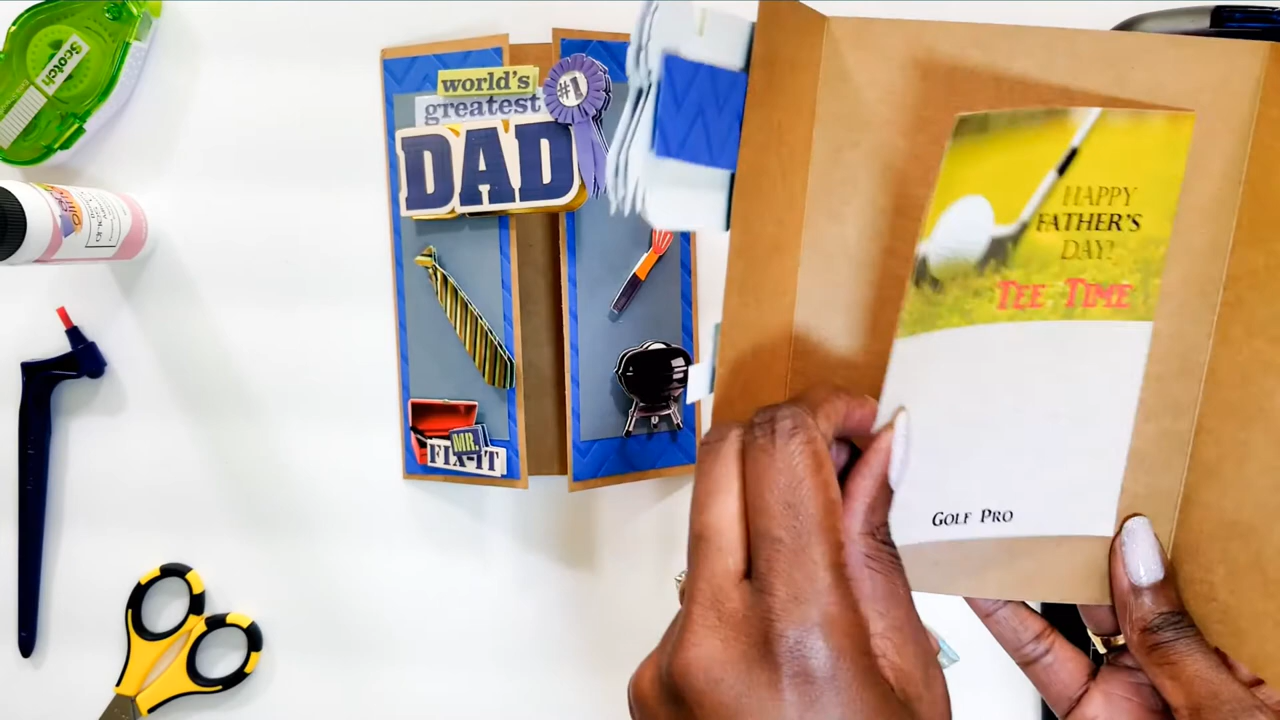 Scotch
world's
greatest
#1
DAD
MR.
FIX-IT
HAPPY
FATHER'S
DAY!
TEE TIME
GOLF PRO